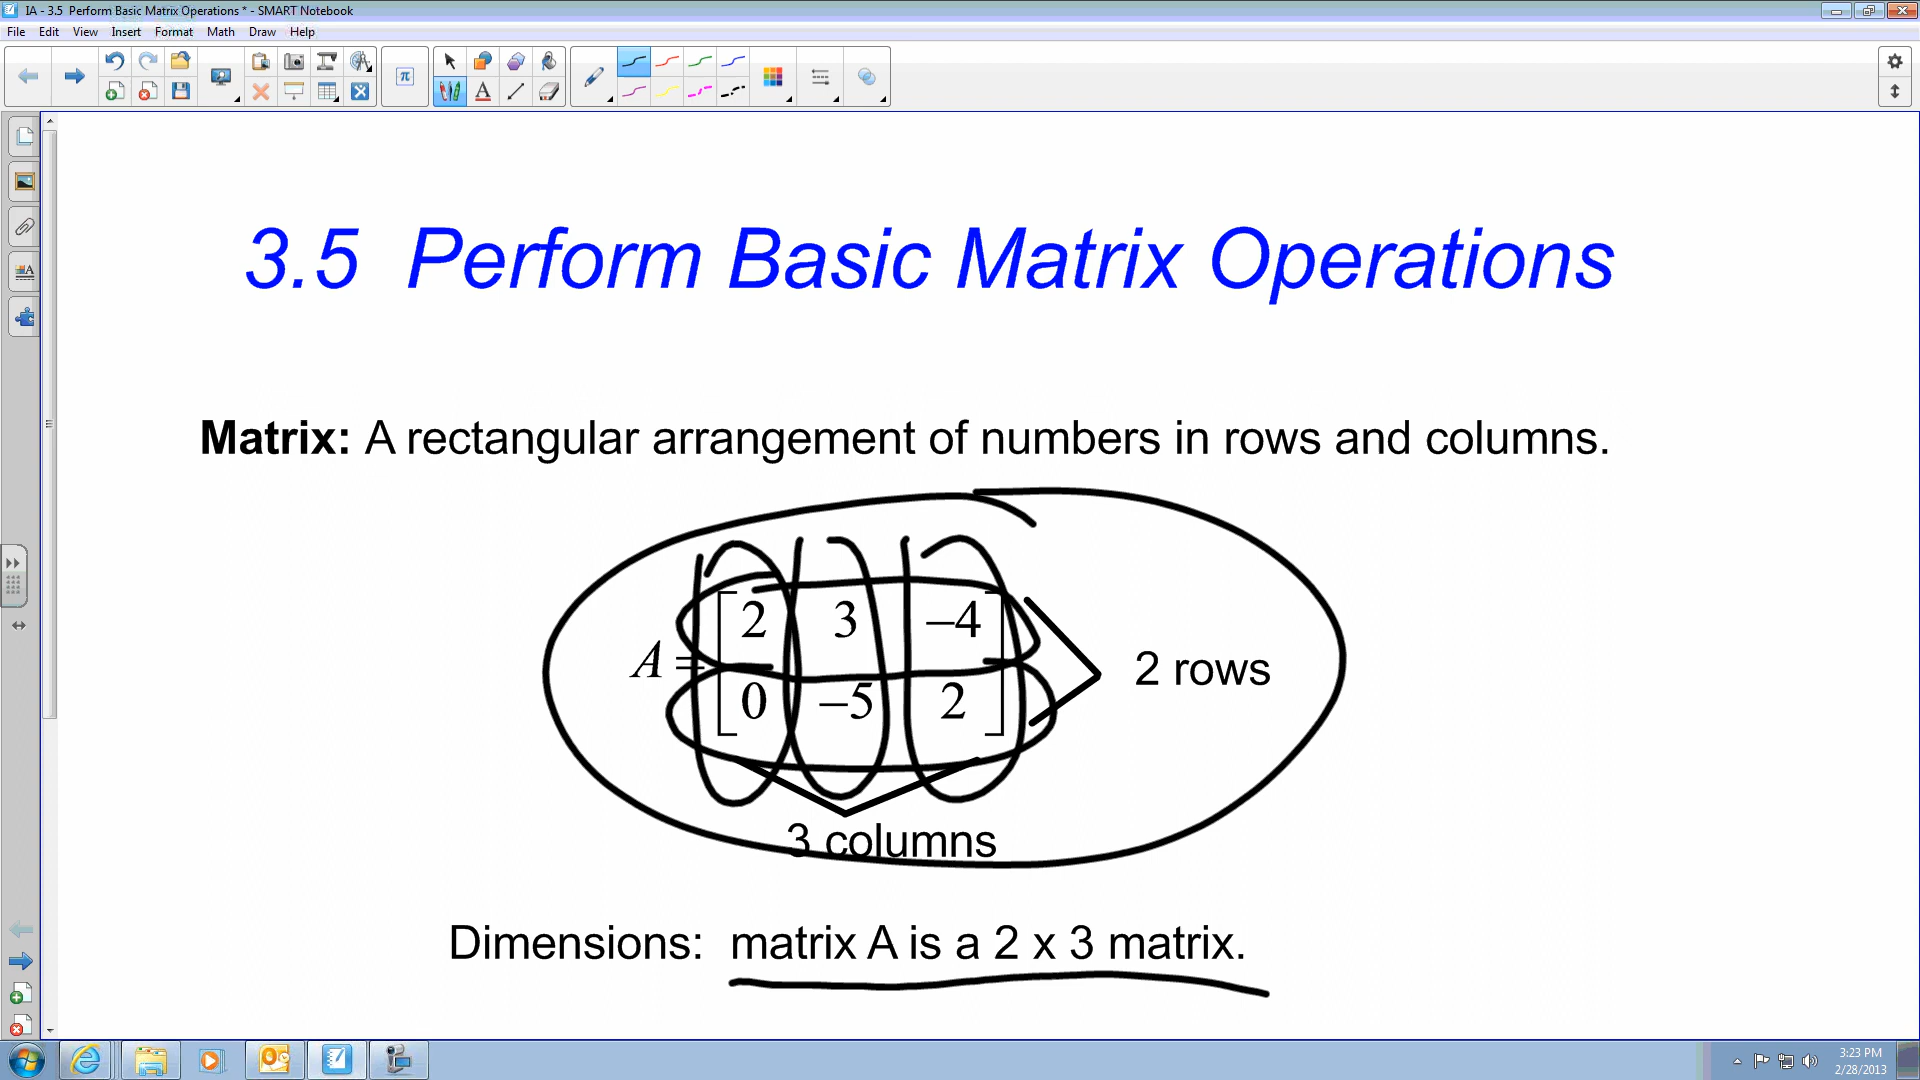 IA - 3.5 Perform Basic Matrix Operations * - SMART Notebook
File Edit View Insert Format Math Draw Help
π
A
3.5 Perform Basic Matrix Operations
Matrix: A rectangular arrangement of numbers in rows and columns.
2 3 −4
A =
2 rows
0 −5 2
3 columns
Dimensions: matrix A is a 2 x 3 matrix.
3:23 PM
2/28/2013